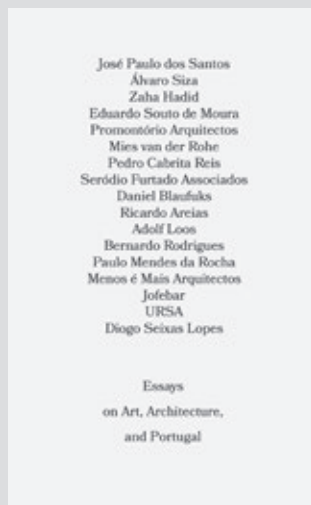 José Paulo dos Santos
Álvaro Siza
Zaha Hadid
Eduardo Souto de Moura
Promontório Arquitectos
Mies van der Rohe
Pedro Cabrita Reis
Seródio Furtado Associados
Daniel Blaufuks
Ricardo Areias
Adolf Loos
Bernardo Rodrigues
Paulo Mendes da Rocha
Menos é Mais Arquitectos
Jofebar
URSA
Diogo Seixas Lopes
Essays
on Art, Architecture,
and Portugal